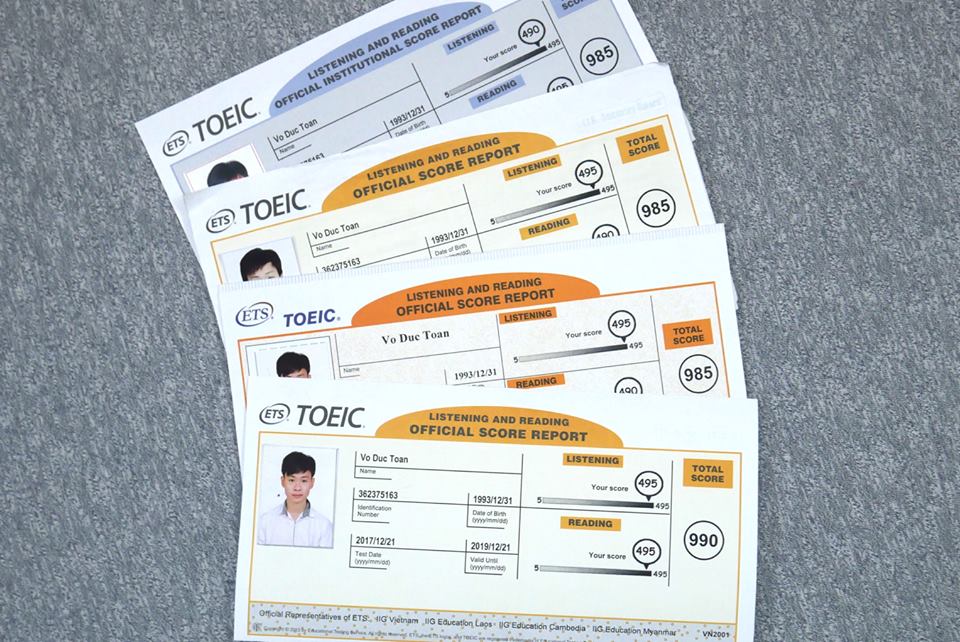 LISTENING AND READING
OFFICIAL INSTITUTIONAL SCORE REPORT
ETS TOEIC.
LISTENING
490
Your score
5 495
985
READING
Vo Duc Toan
Name
1993/12/31
Date of Birth
LISTENING AND READING
OFFICIAL SCORE REPORT
ETS TOEIC.
LISTENING
TOTAL
SCORE
495
Your score
5 495
985
READING
490
Vo Duc Toan
Name
1993/12/31
Date of Birth
362375163
LISTENING AND READING
OFFICIAL SCORE REPORT
ETS TOEIC®
LISTENING
TOTAL
SCORE
495
Your score
5 495
985
READING
490
Vo Duc Toan
Name
1993/12/31
LISTENING AND READING
OFFICIAL SCORE REPORT
ETS TOEIC.
Vo Duc Toan
Name
LISTENING
TOTAL
SCORE
Your score 495
5 495
362375163
Identification
Number
1993/12/31
Date of Birth
(yyyy/mm/dd)
READING
990
2017/12/21
Test Date
(yyyy/mm/dd)
2019/12/21
Valid Until
(yyyy/mm/dd)
Your score 495
5 495
Official Representatives of ETS: IIG Vietnam IIG Education Laos IIG Education Cambodia IIG Education Myanmar
VN2001